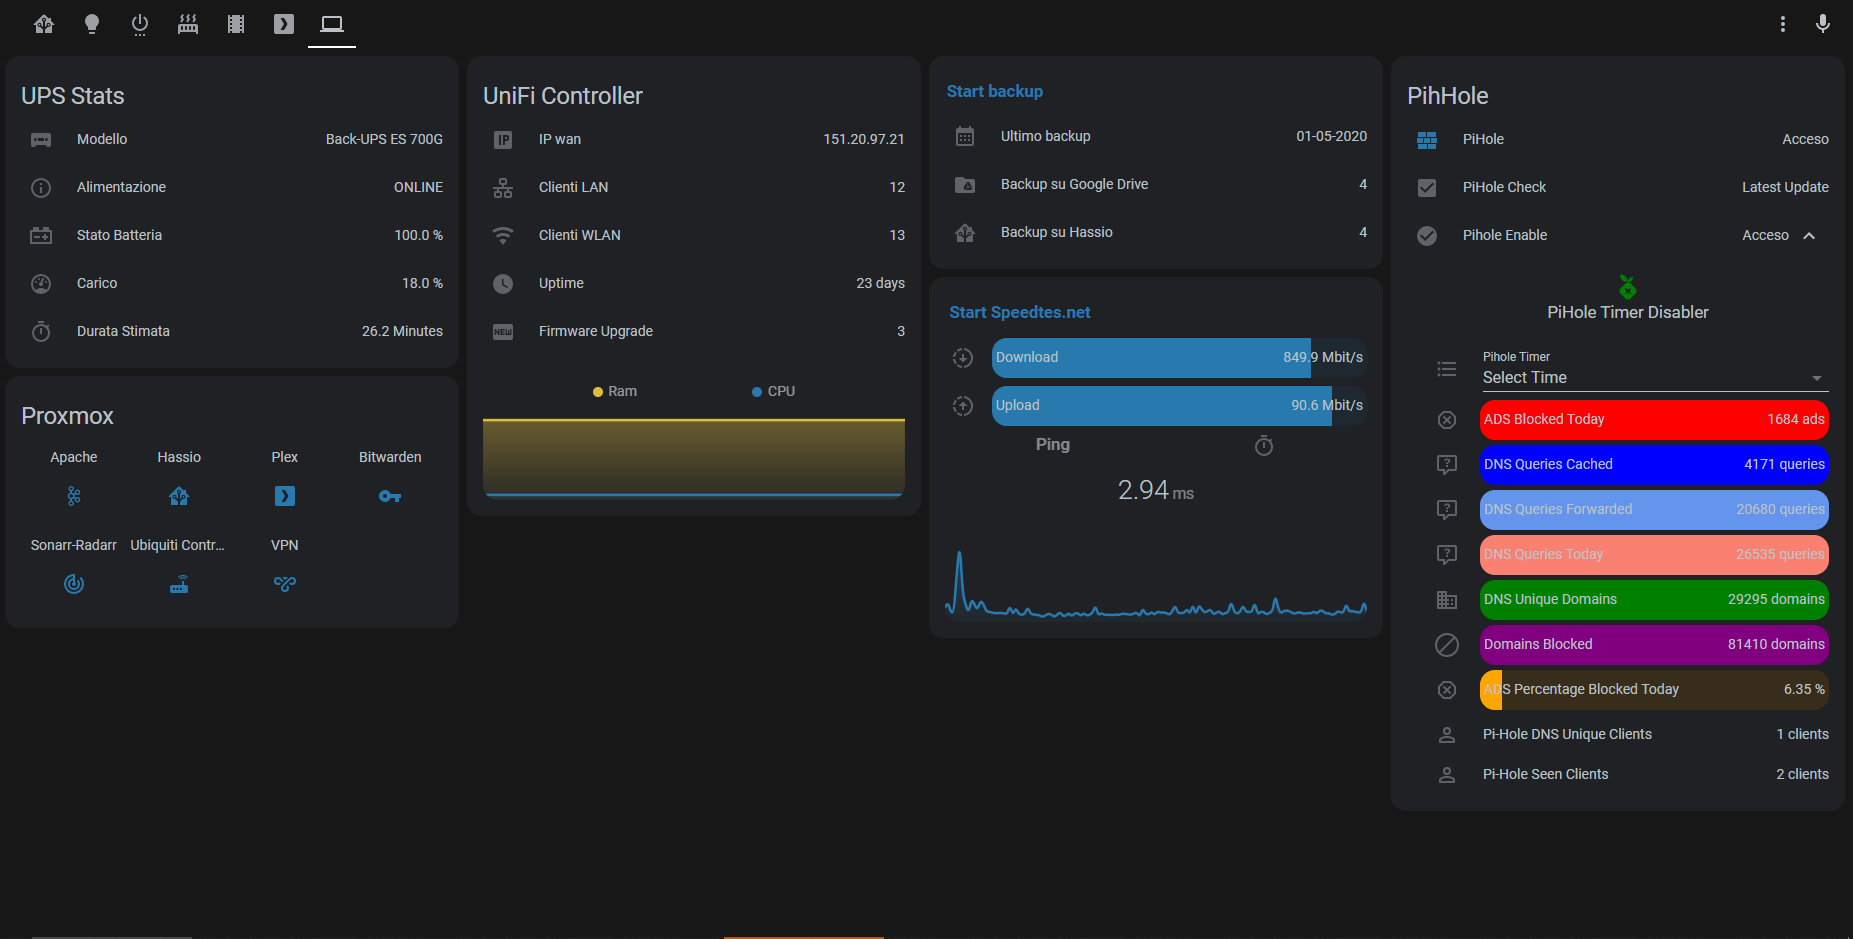 UPS Stats
Modello Back-UPS ES 700G
Alimentazione ONLINE
Stato Batteria 100.0 %
Carico 18.0 %
Durata Stimata 26.2 Minutes
Proxmox
Apache Hassio Plex Bitwarden
Sonarr-Radarr Ubiquiti Contr... VPN
UniFi Controller
IP IP wan 151.20.97.21
Clienti LAN 12
Clienti WLAN 13
Uptime 23 days
NEW Firmware Upgrade 3
Ram CPU
Start backup
Ultimo backup 01-05-2020
Backup su Google Drive 4
Backup su Hassio 4
Start Speedtes.net
Download 849.9 Mbit/s
Upload 90.6 Mbit/s
Ping
2.94 ms
PihHole
PiHole Acceso
PiHole Check Latest Update
Pihole Enable Acceso
PiHole Timer Disabler
Pihole Timer
Select Time
ADS Blocked Today 1684 ads
DNS Queries Cached 4171 queries
DNS Queries Forwarded 20680 queries
DNS Queries Today 26535 queries
DNS Unique Domains 29295 domains
Domains Blocked 81410 domains
ADS Percentage Blocked Today 6.35 %
Pi-Hole DNS Unique Clients 1 clients
Pi-Hole Seen Clients 2 clients